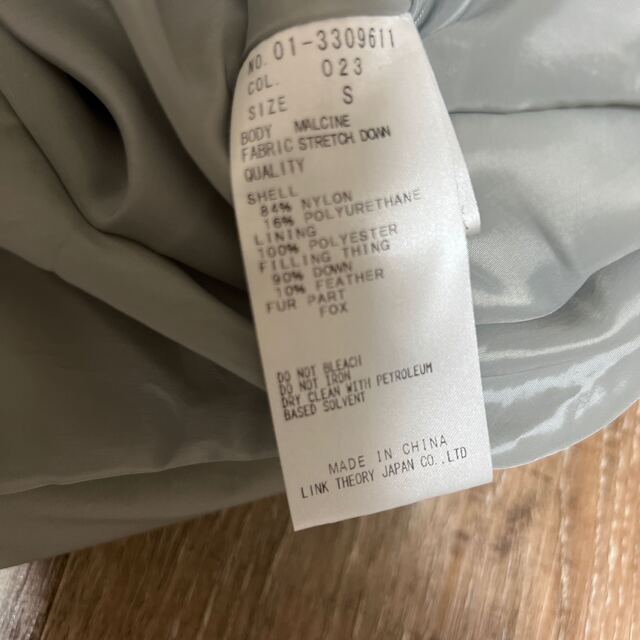 NO. 01-3309611
COL. 023
SIZE S
BODY MALCINE
FABRIC STRETCH DOWN
QUALITY
SHELL
84% NYLON
16% POLYURETHANE
LINING
100% POLYESTER
FILLING THING
90% DOWN
10% FEATHER
FUR PART
FOX
DO NOT BLEACH
DO NOT IRON
DRY CLEAN WITH PETROLEUM
BASED SOLVENT
MADE IN CHINA
LINK THEORY JAPAN CO.,LTD